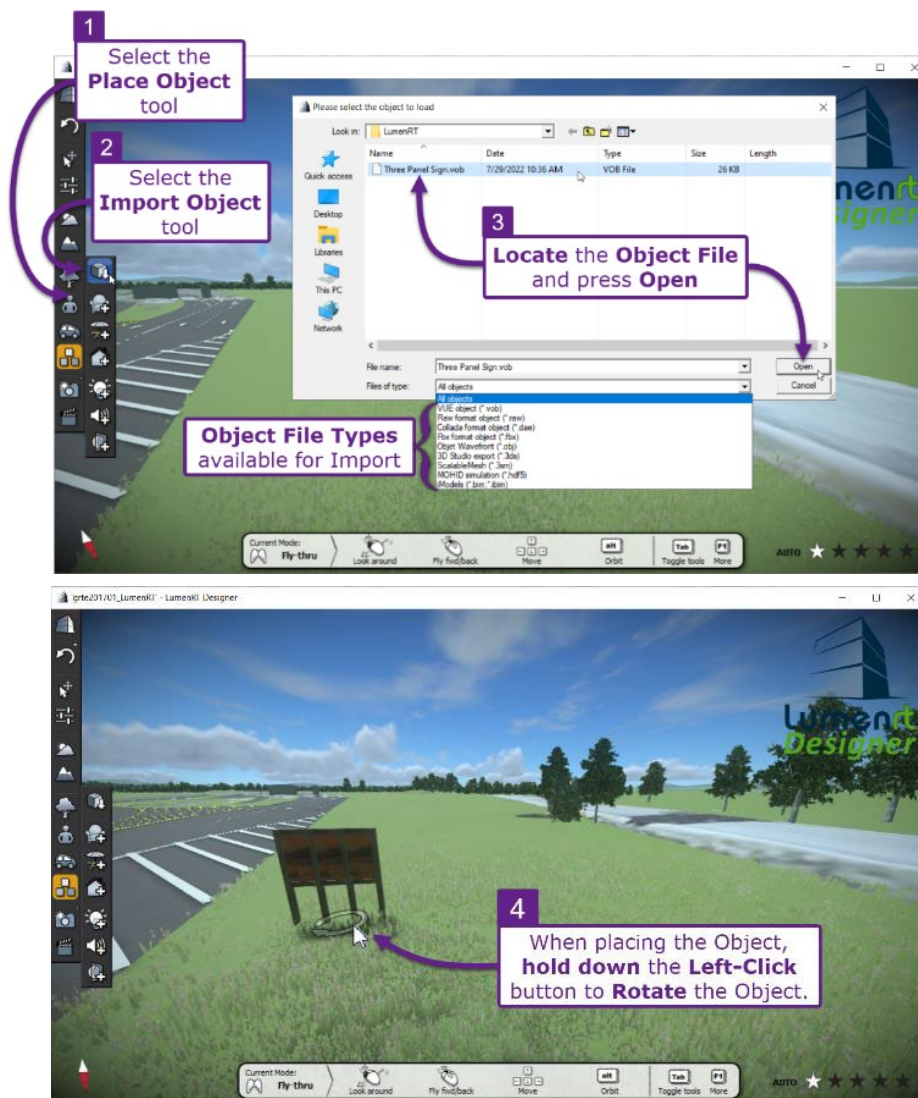 1
Select the
Place Object
tool
2
Select the
Import Object
tool
Please select the object to load
Look in:
LumenRT
Name
Date
Type
Size
Length
Three Panel Sign.vob
7/29/2022 10:36 AM
VOB File
26 KB
Quick access
Desktop
Libraries
This PC
Network
3
Locate the Object File
and press Open
File name:
Three Panel Sign.vob
Open
Files of type:
All objects
Cancel
All objects
VUE object (*.vob)
Raw format object (*.raw)
Collada format object (*.dae)
Fbx format object (*.fbx)
Objet Wavefront (*.obj)
3D Studio export (*.3ds)
ScalableMesh (*.3sm)
MOHID simulation (*.hdf5)
iModels (*.bim;*.ibim)
Object File Types
available for Import
Current Mode:
Fly-thru
Look around
Fly fwd/back
Move
alt
Orbit
Tab
Toggle tools
F1
More
AUTO
'grte201701_LumenRT' - LumenRT Designer
Lumenrt
Designer
4
When placing the Object,
hold down the Left-Click
button to Rotate the Object.
Current Mode:
Fly-thru
Look around
Fly fwd/back
Move
alt
Orbit
Tab
Toggle tools
F1
More
AUTO